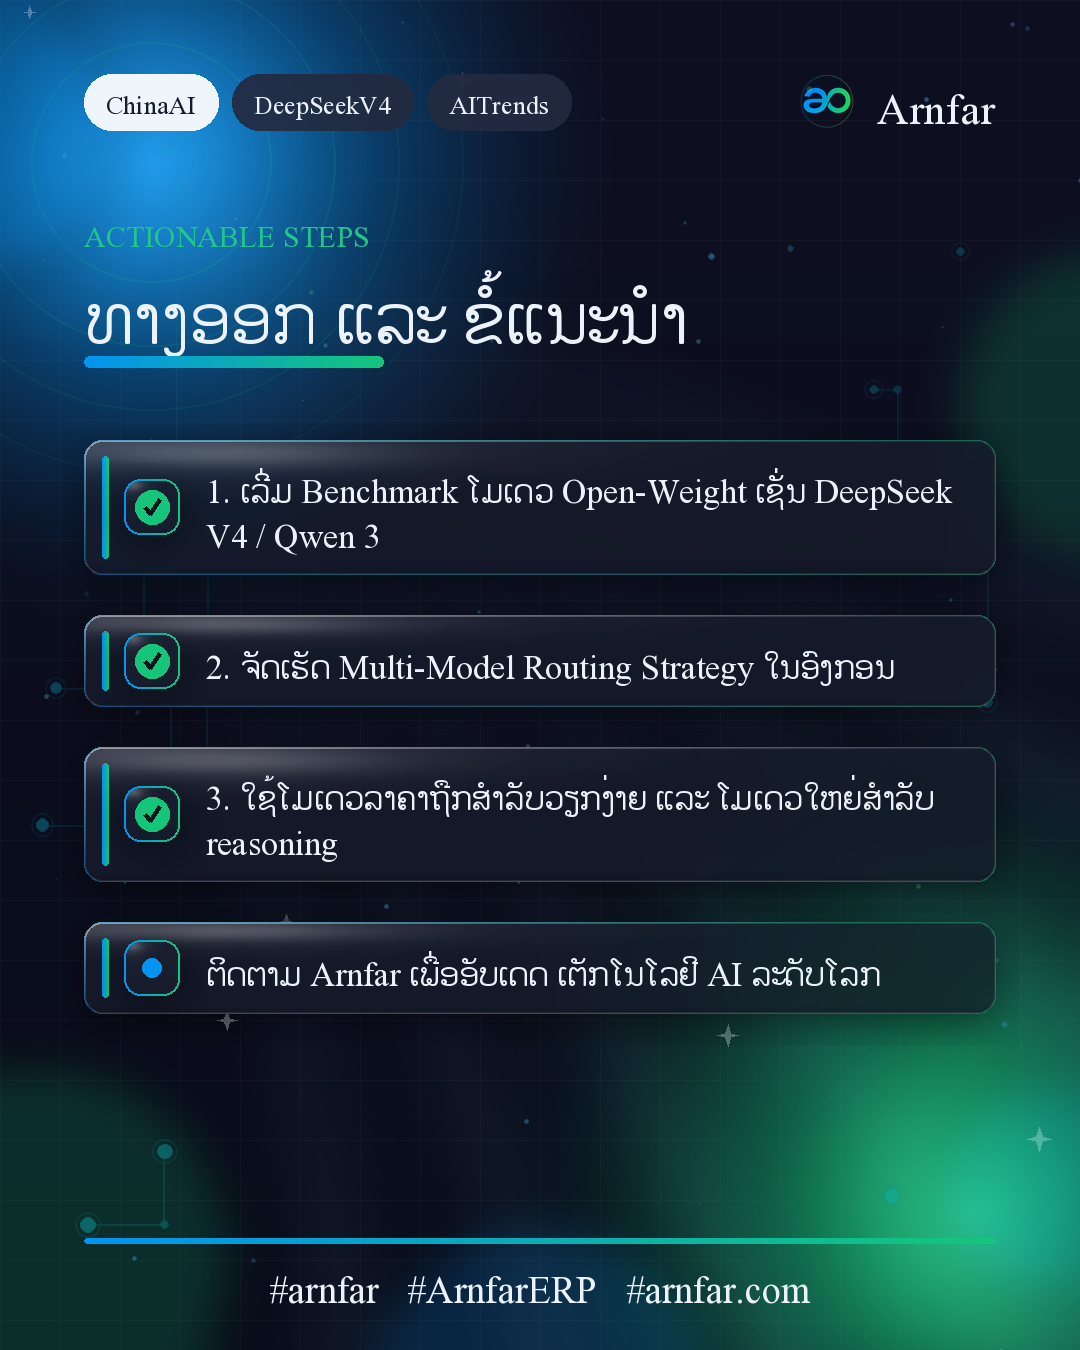 ChinaAI DeepSeekV4 AITrends Arnfar
ACTIONABLE STEPS
ທາງອອກ ແລະ ຂໍ້ແນະນຳ
1. ເລີ່ມ Benchmark ໂມເດວ Open-Weight ເຊັ່ນ DeepSeek
V4 / Qwen 3
2. ຈັດເຮັດ Multi-Model Routing Strategy ໃນອົງກອນ
3. ໃຊ້ໂມເດວລາຄາຖືກສຳລັບວຽກງ່າຍ ແລະ ໂມເດວໃຫຍ່ສຳລັບ
reasoning
ຕິດຕາມ Arnfar ເພື່ອອັບເດດ ເຕັກໂນໂລຢີ AI ລະດັບໂລກ
#arnfar #ArnfarERP #arnfar.com